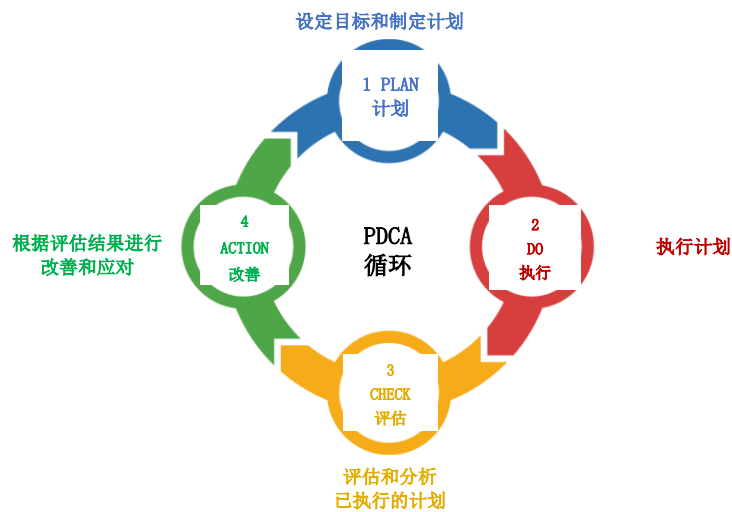 设定目标和制定计划
1 PLAN
计划
2
DO
执行
执行计划
3
CHECK
评估
评估和分析
已执行的计划
4
ACTION
改善
根据评估结果进行
改善和应对
PDCA
循环